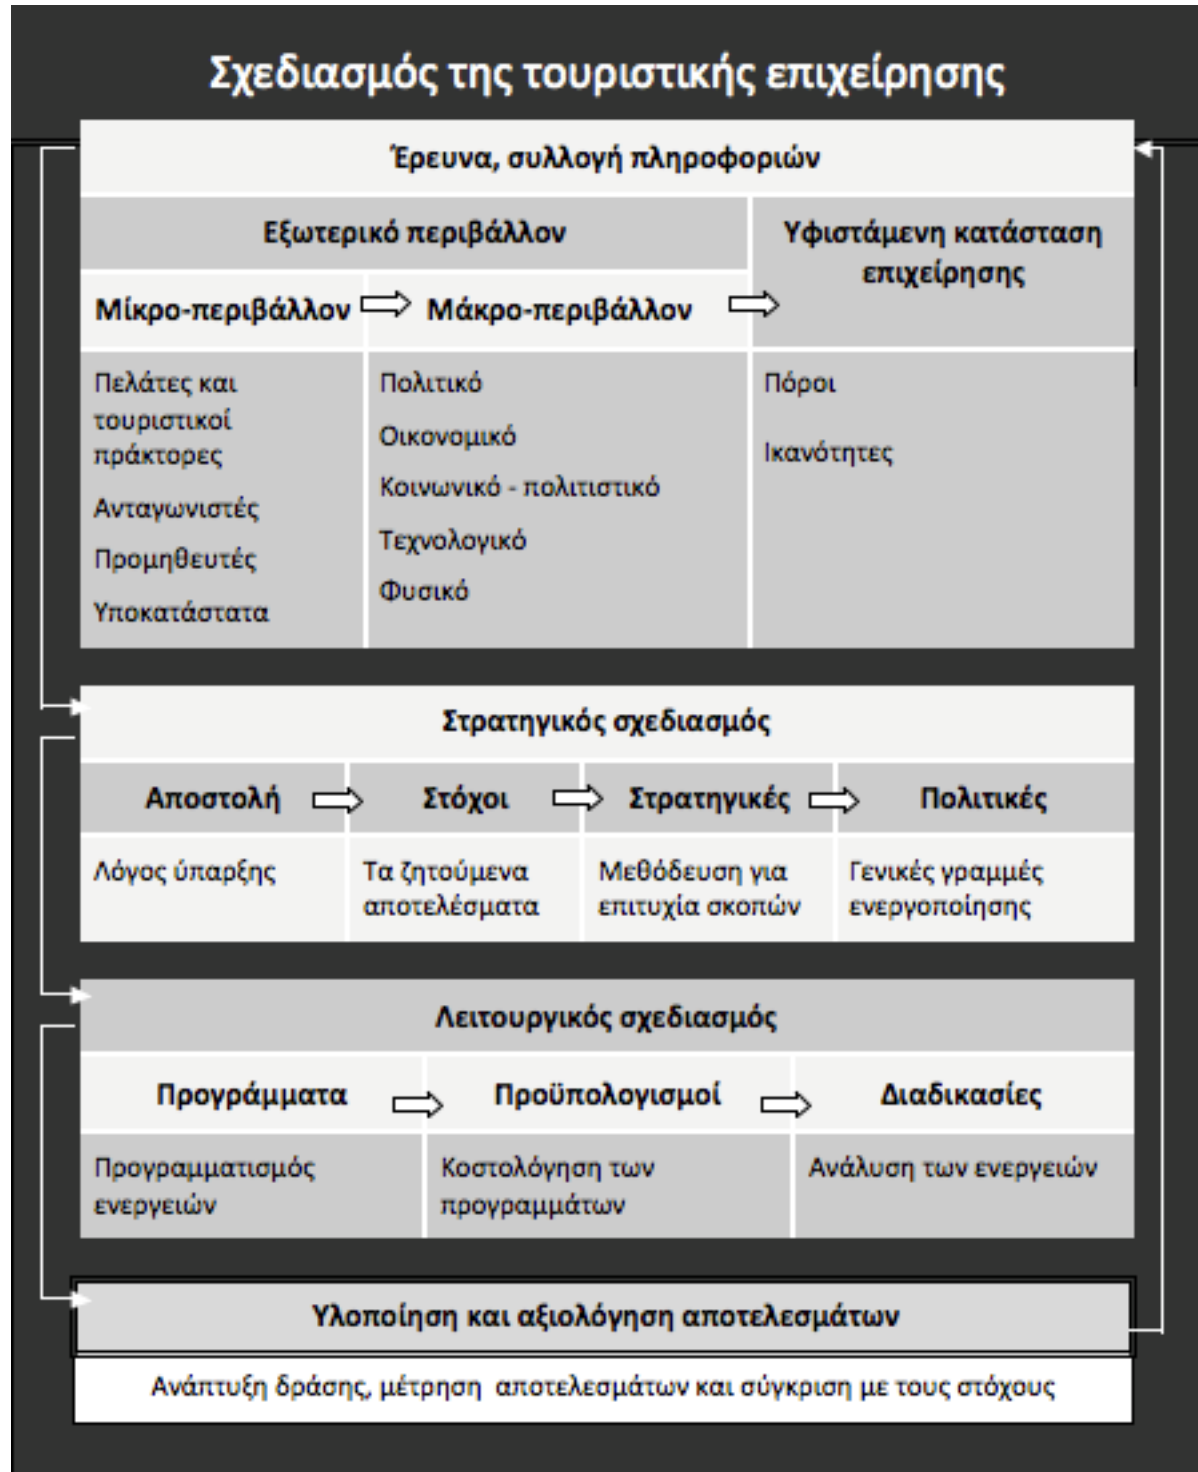 Σχεδιασμός της τουριστικής επιχείρησης
Έρευνα, συλλογή πληροφοριών
Εξωτερικό περιβάλλον
Υφιστάμενη κατάσταση
επιχείρησης
Μίκρο-περιβάλλον
Μάκρο-περιβάλλον
Πελάτες και
τουριστικοί
πράκτορες
Ανταγωνιστές
Προμηθευτές
Υποκατάστατα
Πολιτικό
Οικονομικό
Κοινωνικό - πολιτιστικό
Τεχνολογικό
Φυσικό
Πόροι
Ικανότητες
Στρατηγικός σχεδιασμός
Αποστολή
Στόχοι
Στρατηγικές
Πολιτικές
Λόγος ύπαρξης
Τα ζητούμενα
αποτελέσματα
Μεθόδευση για
επιτυχία σκοπών
Γενικές γραμμές
ενεργοποίησης
Λειτουργικός σχεδιασμός
Προγράμματα
Προϋπολογισμοί
Διαδικασίες
Προγραμματισμός
ενεργειών
Κοστολόγηση των
προγραμμάτων
Ανάλυση των ενεργειών
Υλοποίηση και αξιολόγηση αποτελεσμάτων
Ανάπτυξη δράσης, μέτρηση αποτελεσμάτων και σύγκριση με τους στόχους